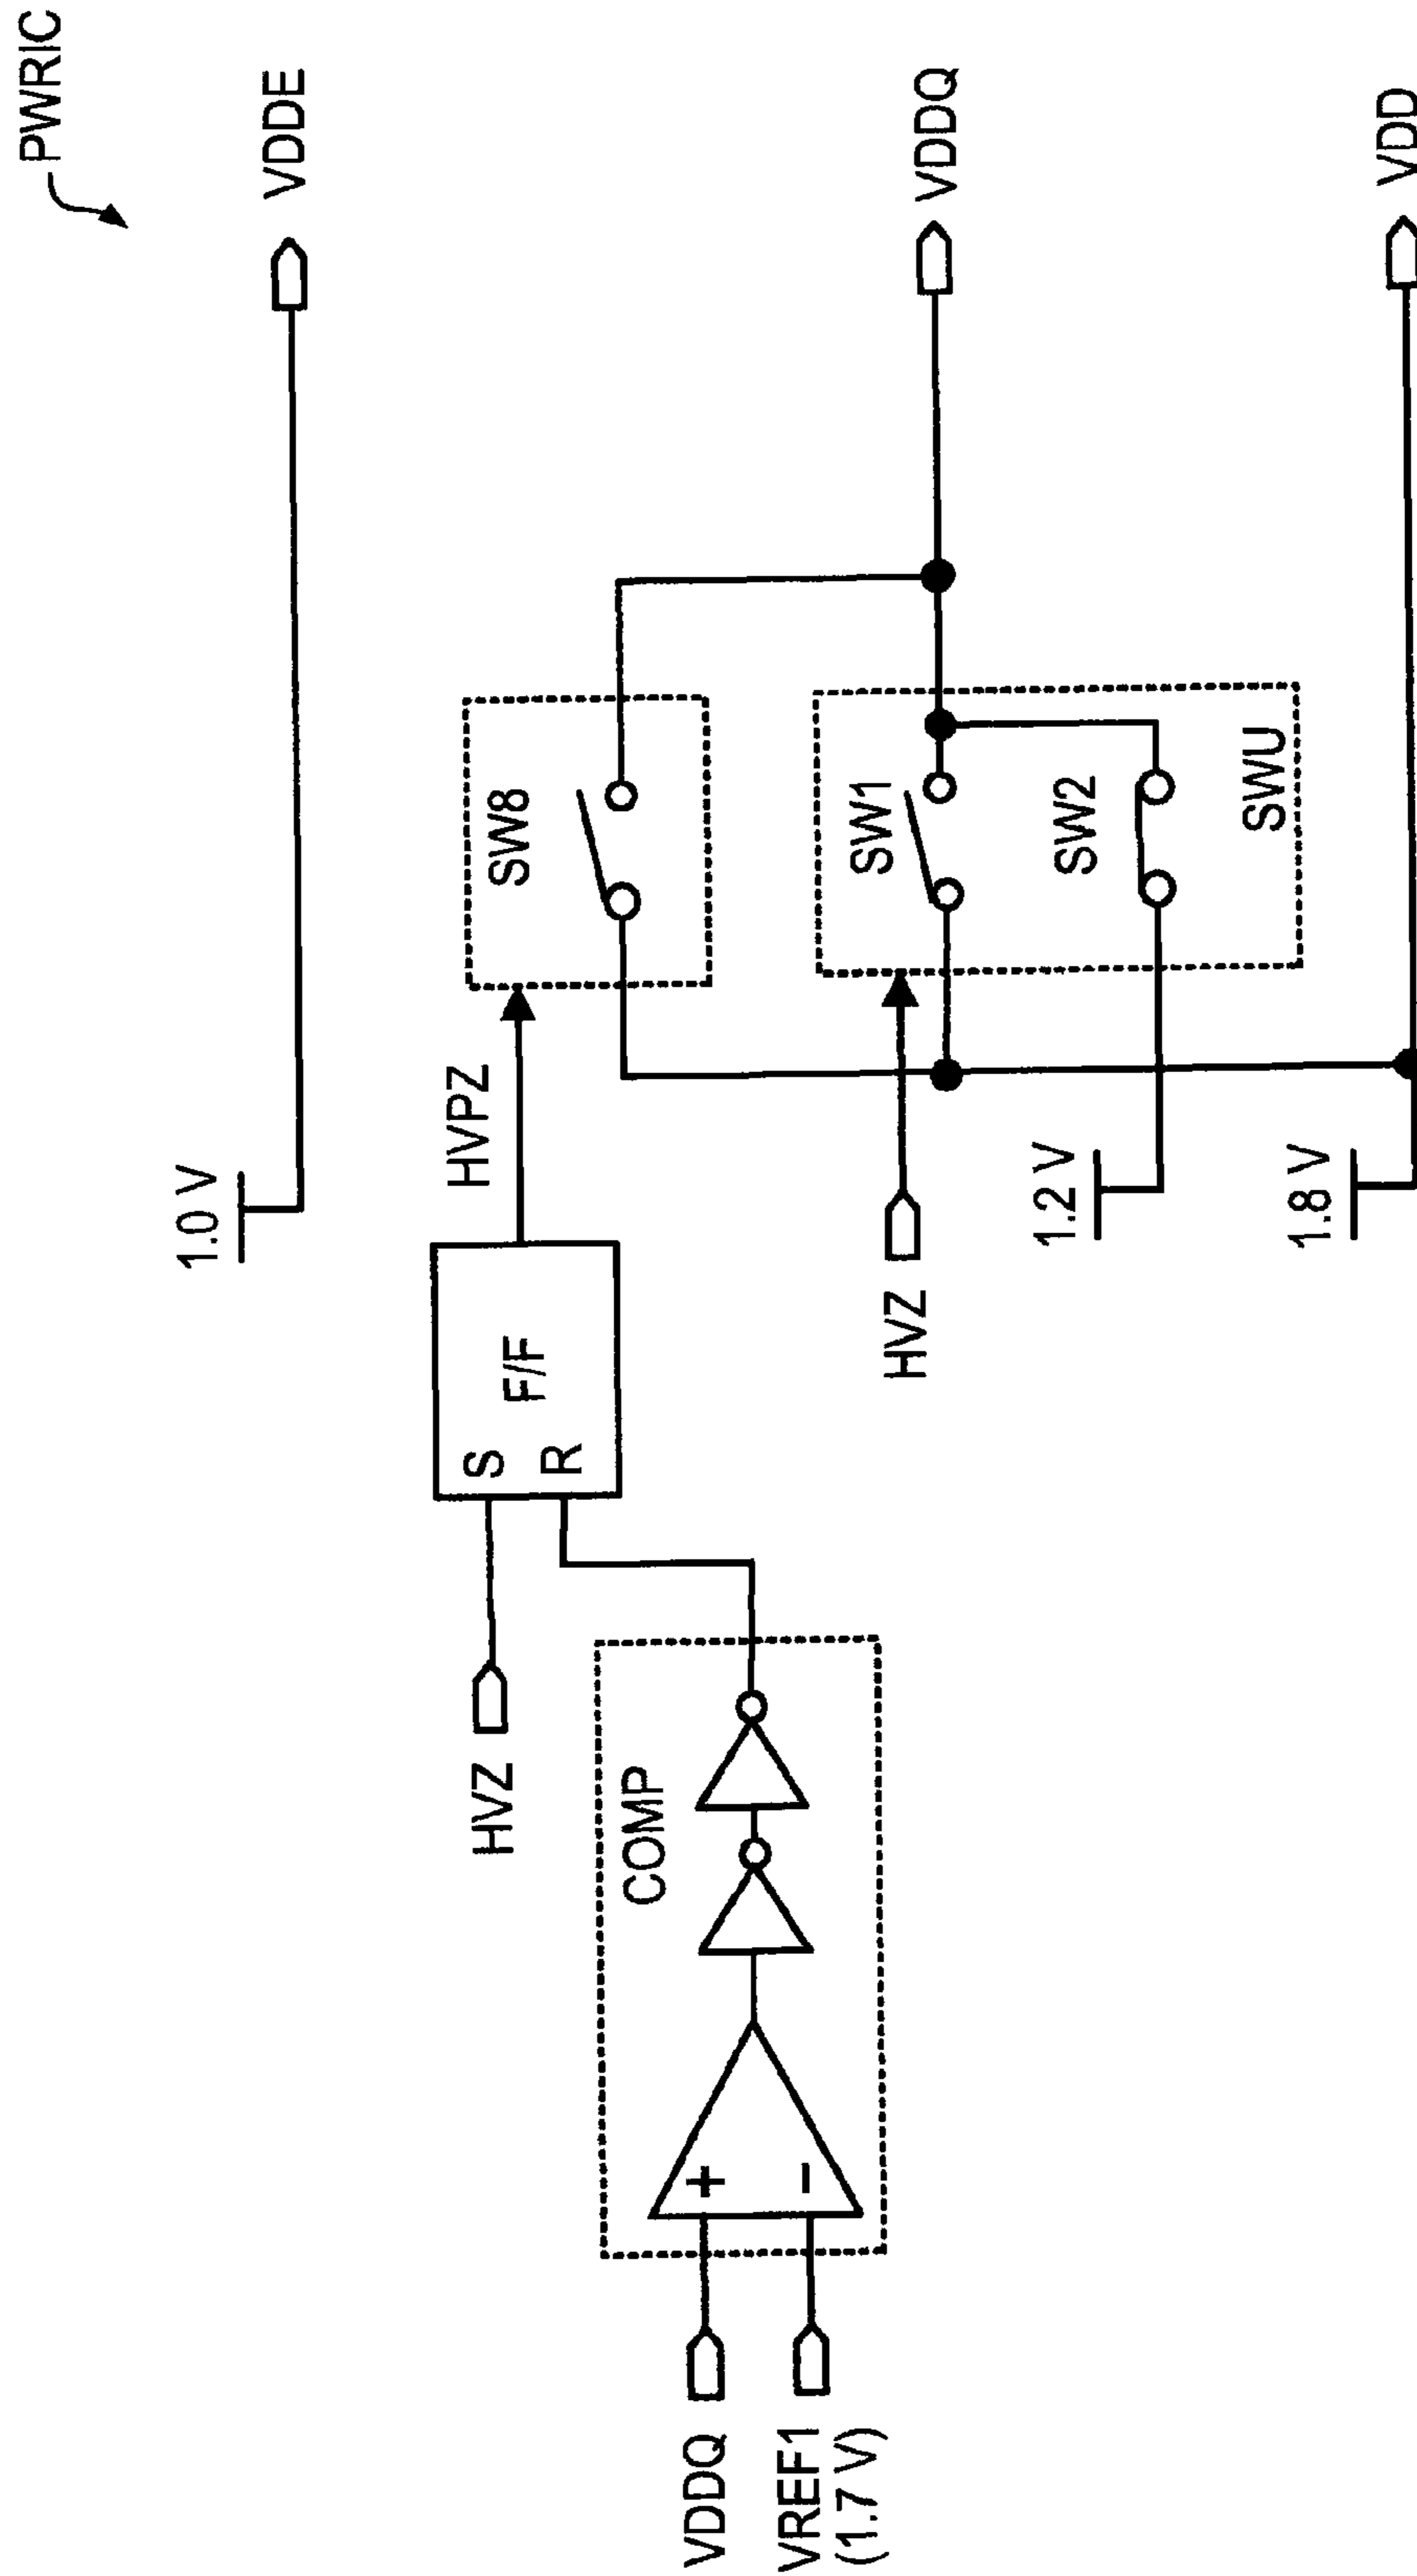 PWRIC
1.0 V
VDDE
HVZ
S
R
F/F
HVPZ
SW8
COMP
VDDQ
+
VREF1
(1.7 V)
−
HVZ
SW1
VDDQ
1.2 V
SW2
SWU
1.8 V
VDD